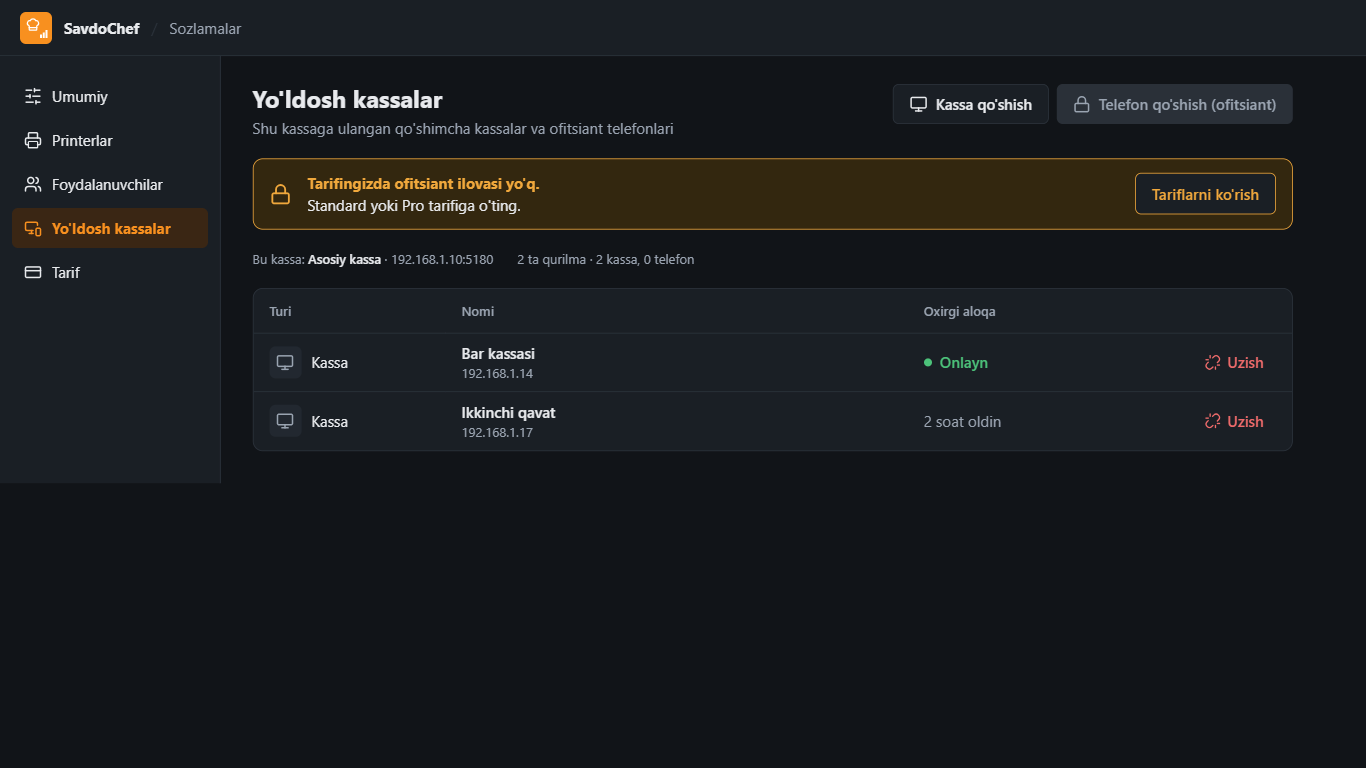 SavdoChef / Sozlamalar
Umumiy
Printerlar
Foydalanuvchilar
Yo'ldosh kassalar
Tarif
Yo'ldosh kassalar
Shu kassaga ulangan qo'shimcha kassalar va ofitsiant telefonlari
Kassa qo'shish
Telefon qo'shish (ofitsiant)
Tarifingizda ofitsiant ilovasi yo'q.
Standard yoki Pro tarifiga o'ting.
Tariflarni ko'rish
Bu kassa: Asosiy kassa · 192.168.1.10:5180 2 ta qurilma · 2 kassa, 0 telefon
Turi Nomi Oxirgi aloqa
Kassa Bar kassasi Onlayn Uzish
192.168.1.14
Kassa Ikkinchi qavat 2 soat oldin Uzish
192.168.1.17